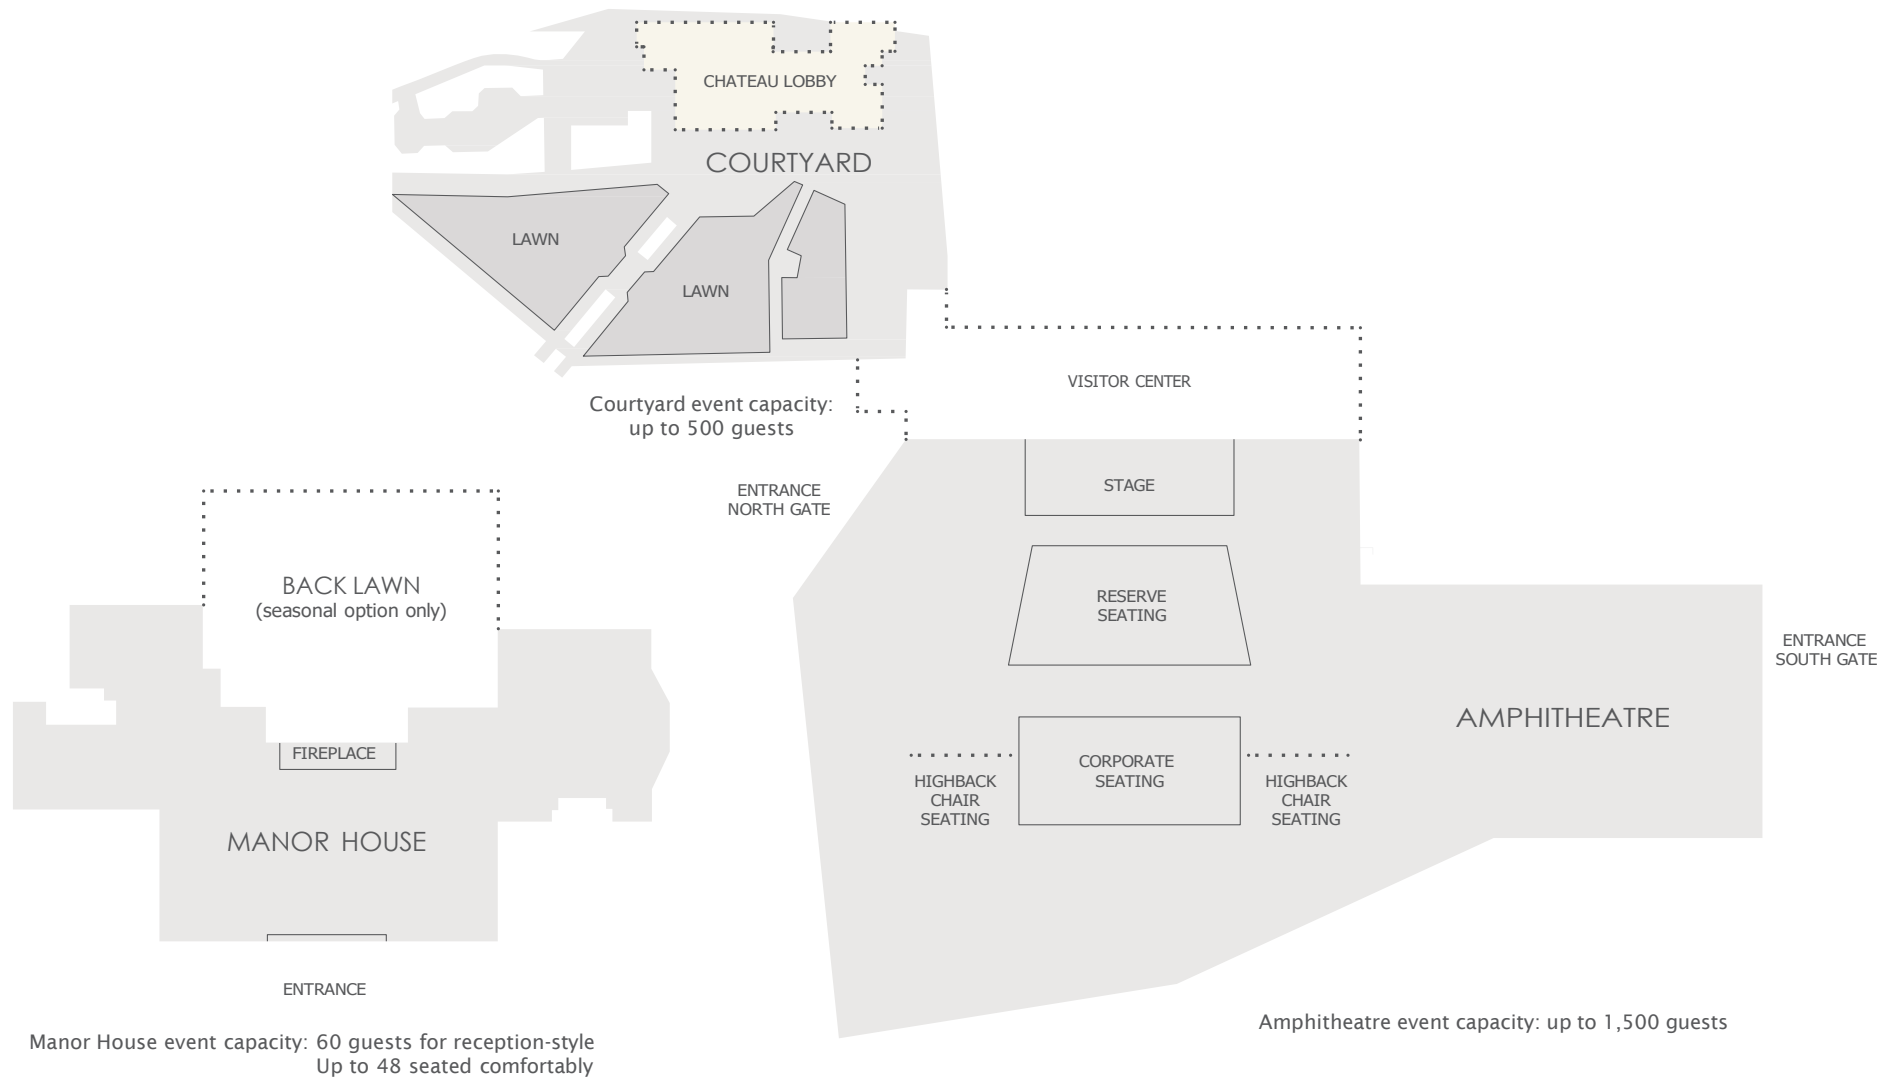 CHATEAU LOBBY
COURTYARD
LAWN
LAWN
VISITOR CENTER
Courtyard event capacity:
up to 500 guests
ENTRANCE
NORTH GATE
STAGE
RESERVE
SEATING
ENTRANCE
SOUTH GATE
AMPHITHEATRE
CORPORATE
SEATING
HIGHBACK
CHAIR
SEATING
HIGHBACK
CHAIR
SEATING
Amphitheatre event capacity: up to 1,500 guests
BACK LAWN
(seasonal option only)
FIREPLACE
MANOR HOUSE
ENTRANCE
Manor House event capacity: 60 guests for reception-style
Up to 48 seated comfortably